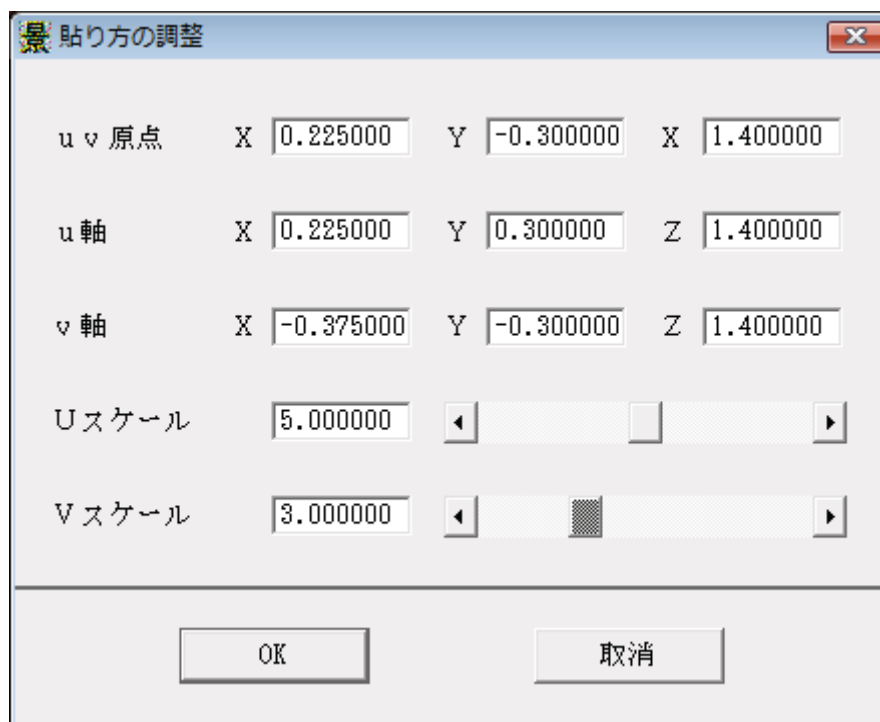 景 貼り方の調整
uv原点 X 0.225000 Y -0.300000 X 1.400000
u軸 X 0.225000 Y 0.300000 Z 1.400000
v軸 X -0.375000 Y -0.300000 Z 1.400000
Uスケール 5.000000
Vスケール 3.000000
OK 取消